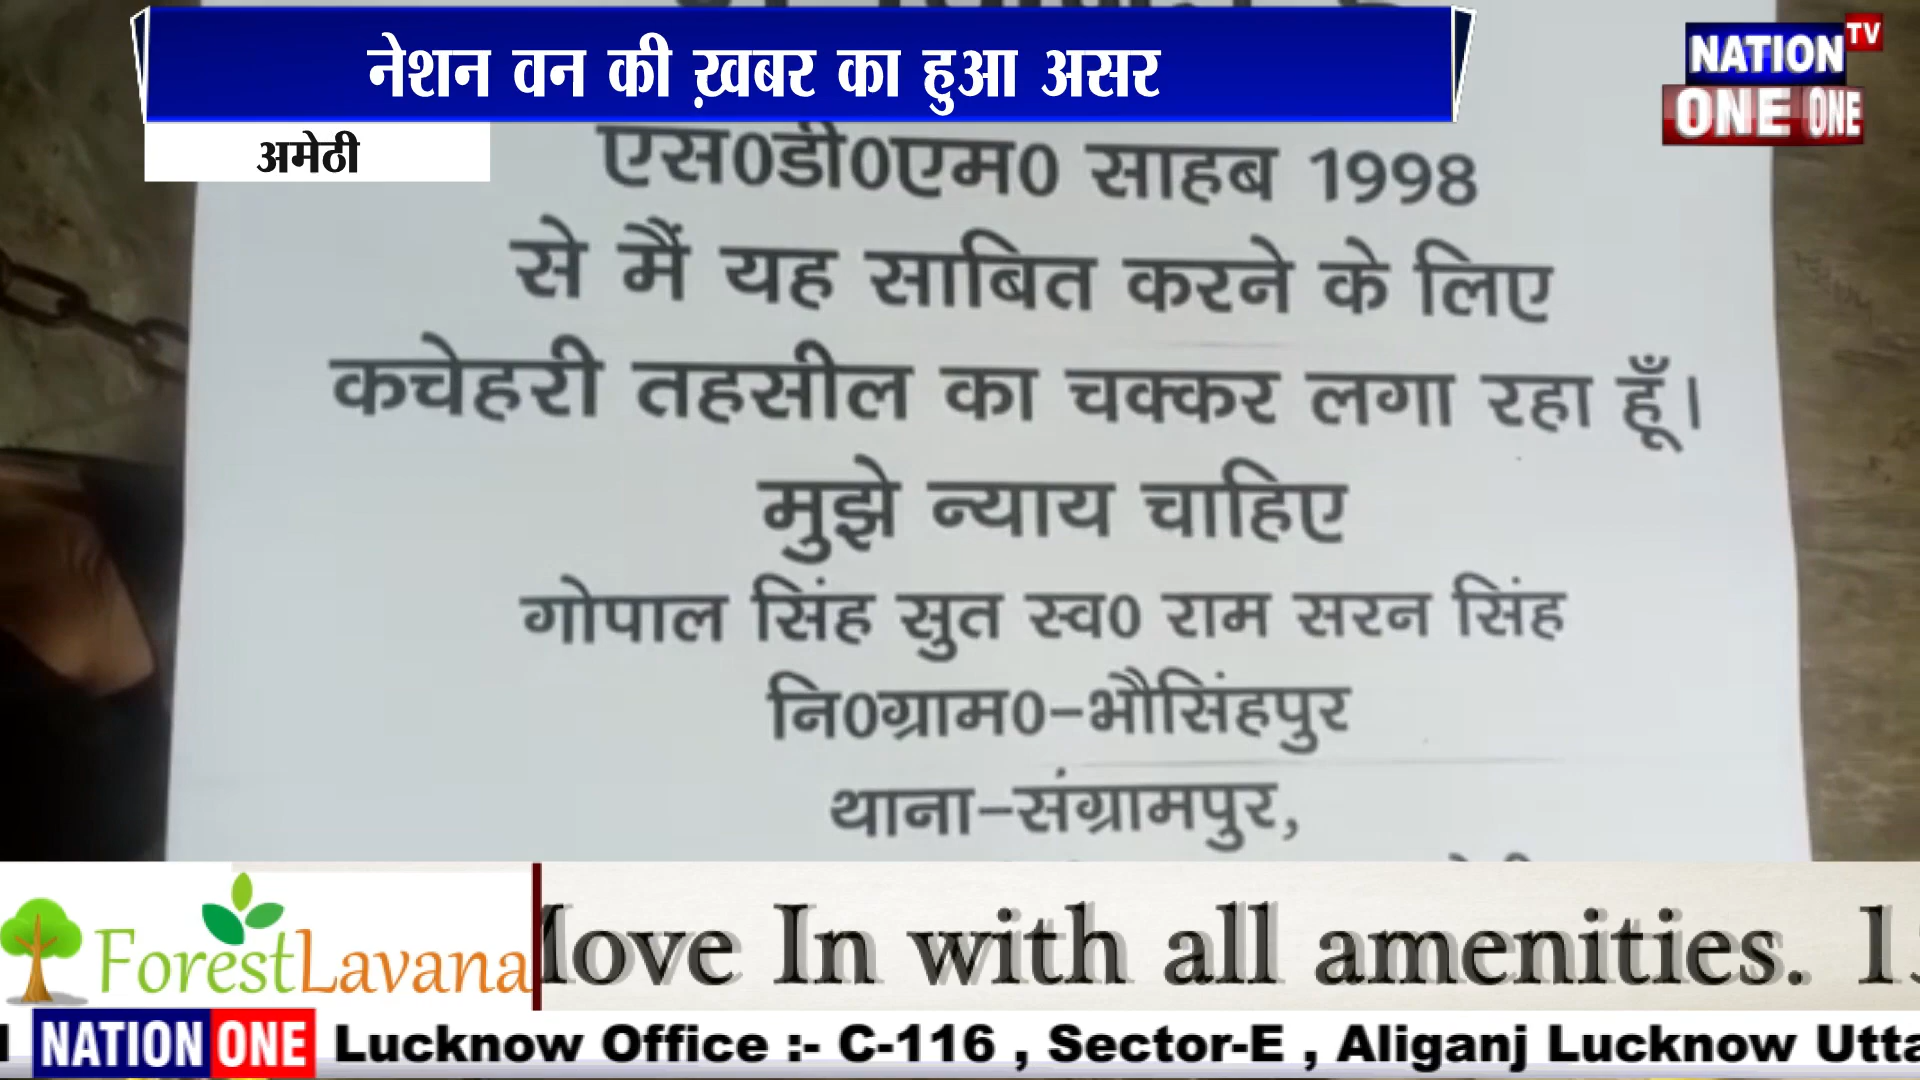 नेशन वन की ख़बर का हुआ असर
NATION TV
ONE ONE
अमेठी
एस0डी0एम0 साहब 1998
से मैं यह साबित करने के लिए
कचेहरी तहसील का चक्कर लगा रहा हूँ।
मुझे न्याय चाहिए
गोपाल सिंह सुत स्व0 राम सरन सिंह
नि0ग्राम0-भौसिंहपुर
थाना-संग्रामपुर,
ForestLavana
Move In with all amenities.
NATION ONE Lucknow Office :- C-116 , Sector-E , Aliganj Lucknow Utta